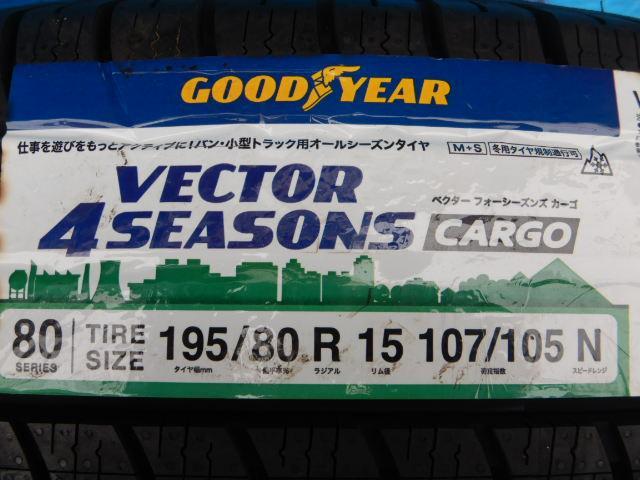 GOOD YEAR
仕事を遊びをもっとアクティブに!バン・小型トラック用オールシーズンタイヤ
M+S 冬用タイヤ規制通行可
VECTOR
4SEASONS CARGO
ベクター フォーシーズンズ カーゴ
80 SERIES
TIRE SIZE
195/80 R 15 107/105 N
タイヤ幅mm ラジアル リム径 荷重指数 スピードレンジ